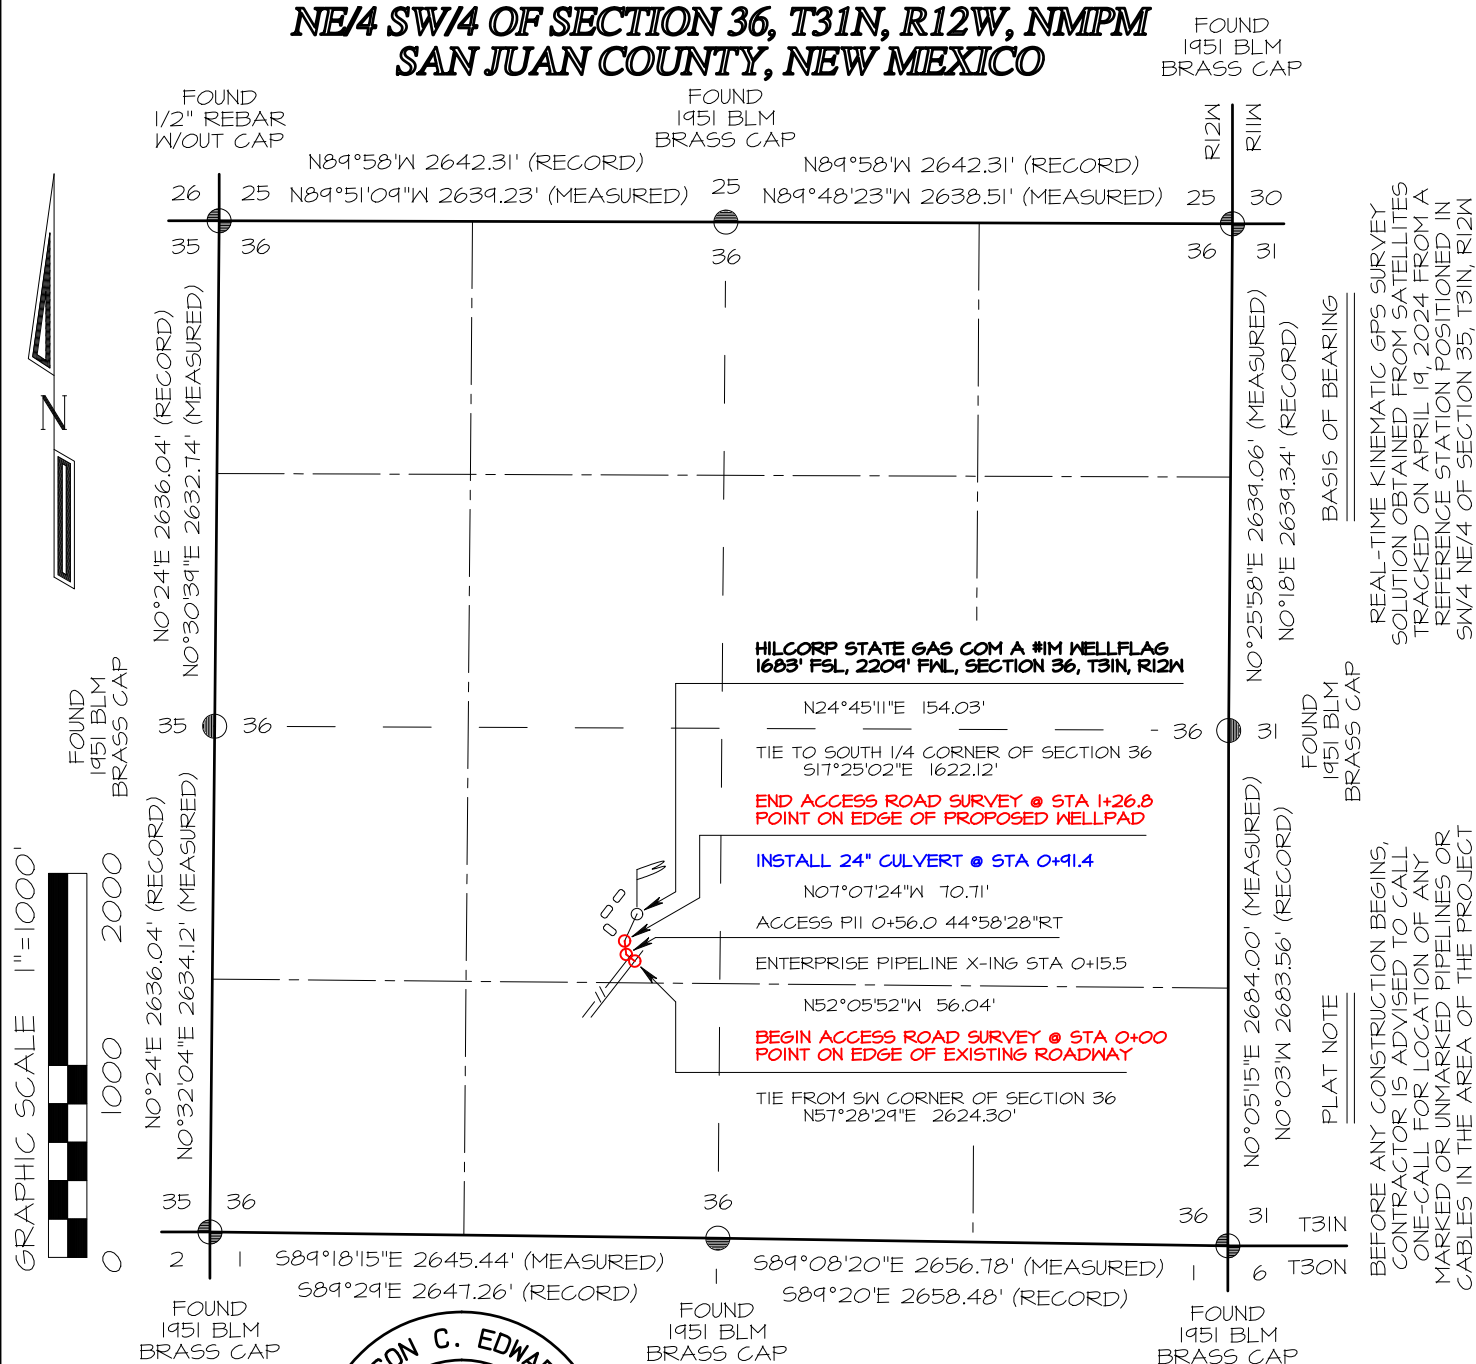 NE/4 SW/4 OF SECTION 36, T31N, R12W, NMPM
SAN JUAN COUNTY, NEW MEXICO
FOUND
1951 BLM
BRASS CAP
FOUND
1/2" REBAR
W/OUT CAP
FOUND
1951 BLM
BRASS CAP
R12W
R11W
N89°58'W 2642.31' (RECORD)
N89°58'W 2642.31' (RECORD)
26
25
N89°51'09"W 2639.23' (MEASURED)
25
N89°48'23"W 2638.51' (MEASURED)
25
30
35
36
36
36
31
N
N0°24'E 2636.04' (RECORD)
N0°30'39"E 2632.74' (MEASURED)
N0°25'58"E 2639.06' (MEASURED)
N0°18'E 2639.34' (RECORD)
BASIS OF BEARING
REAL-TIME KINEMATIC GPS SURVEY
SOLUTION OBTAINED FROM SATELLITES
TRACKED ON APRIL 19, 2024 FROM A
REFERENCE STATION POSITIONED IN
SW/4 NE/4 OF SECTION 35, T31N, R12W
HILCORP STATE GAS COM A #1M WELLFLAG
1683' FSL, 2209' FWL, SECTION 36, T31N, R12W
N24°45'11"E 154.03'
FOUND
1951 BLM
BRASS CAP
35
36
36
31
FOUND
1951 BLM
BRASS CAP
TIE TO SOUTH 1/4 CORNER OF SECTION 36
S17°25'02"E 1622.12'
END ACCESS ROAD SURVEY @ STA 1+26.8
POINT ON EDGE OF PROPOSED WELLPAD
INSTALL 24" CULVERT @ STA 0+91.4
N07°07'24"W 70.71'
ACCESS PI1 0+56.0 44°58'28"RT
ENTERPRISE PIPELINE X-ING STA 0+15.5
N52°05'52"W 56.04'
BEGIN ACCESS ROAD SURVEY @ STA 0+00
POINT ON EDGE OF EXISTING ROADWAY
TIE FROM SW CORNER OF SECTION 36
N57°28'29"E 2624.30'
GRAPHIC SCALE 1"=1000'
0
1000
2000
N0°24'E 2636.04' (RECORD)
N0°32'04"E 2634.12' (MEASURED)
N0°05'15"E 2684.00' (MEASURED)
N0°03'W 2683.56' (RECORD)
PLAT NOTE
BEFORE ANY CONSTRUCTION BEGINS,
CONTRACTOR IS ADVISED TO CALL
ONE-CALL FOR LOCATION OF ANY
MARKED OR UNMARKED PIPELINES OR
CABLES IN THE AREA OF THE PROJECT
35
36
36
36
31
T31N
2
1
S89°18'15"E 2645.44' (MEASURED)
1
S89°08'20"E 2656.78' (MEASURED)
1
6
T30N
S89°29'E 2647.26' (RECORD)
S89°20'E 2658.48' (RECORD)
FOUND
1951 BLM
BRASS CAP
FOUND
1951 BLM
BRASS CAP
FOUND
1951 BLM
BRASS CAP
C.